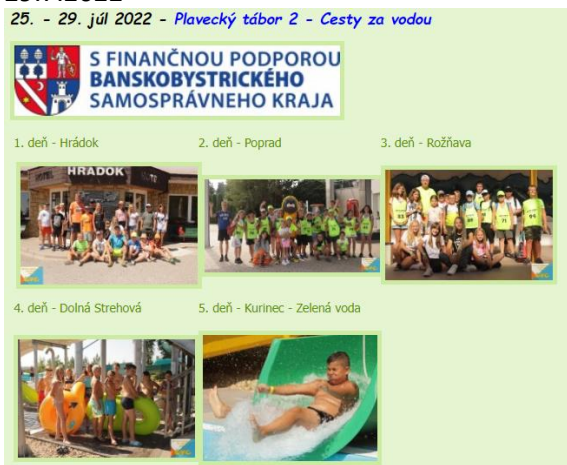 25. - 29. júl 2022 - Plavecký tábor 2 - Cesty za vodou
S FINANČNOU PODPOROU
BANSKOBYSTRICKÉHO
SAMOSPRÁVNEHO KRAJA
1. deň - Hrádok
2. deň - Poprad
3. deň - Rožňava
HRÁDOK
4. deň - Dolná Strehová
5. deň - Kurinec - Zelená voda